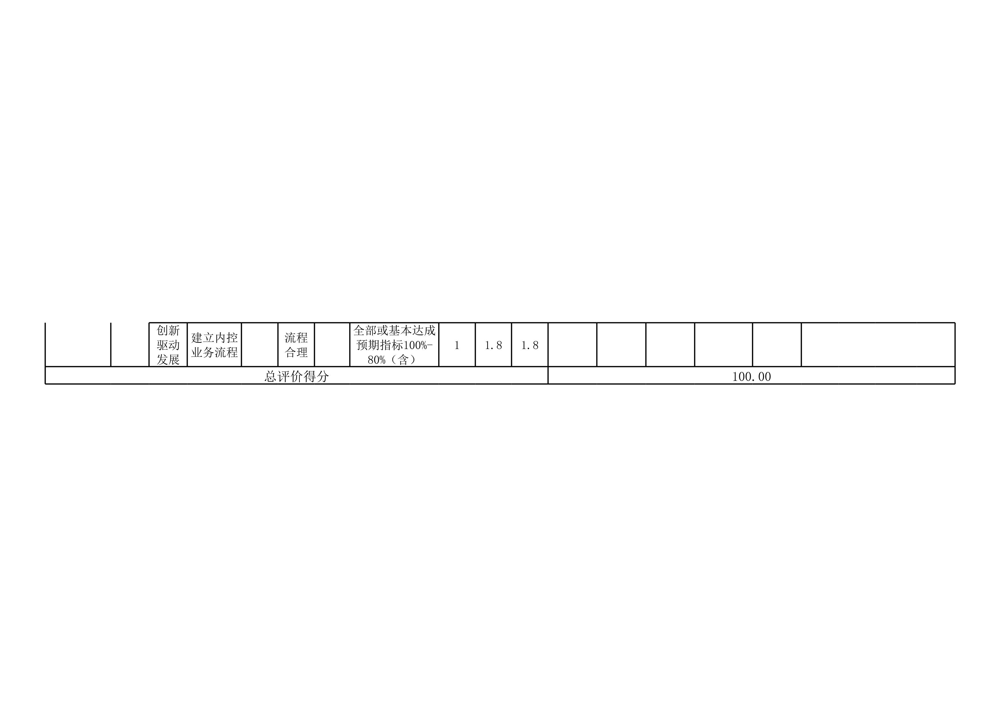 创新
驱动
发展
建立内控
业务流程
流程
合理
全部或基本达成
预期指标100%-
80%（含）
1
1.8
1.8
总评价得分
100.00